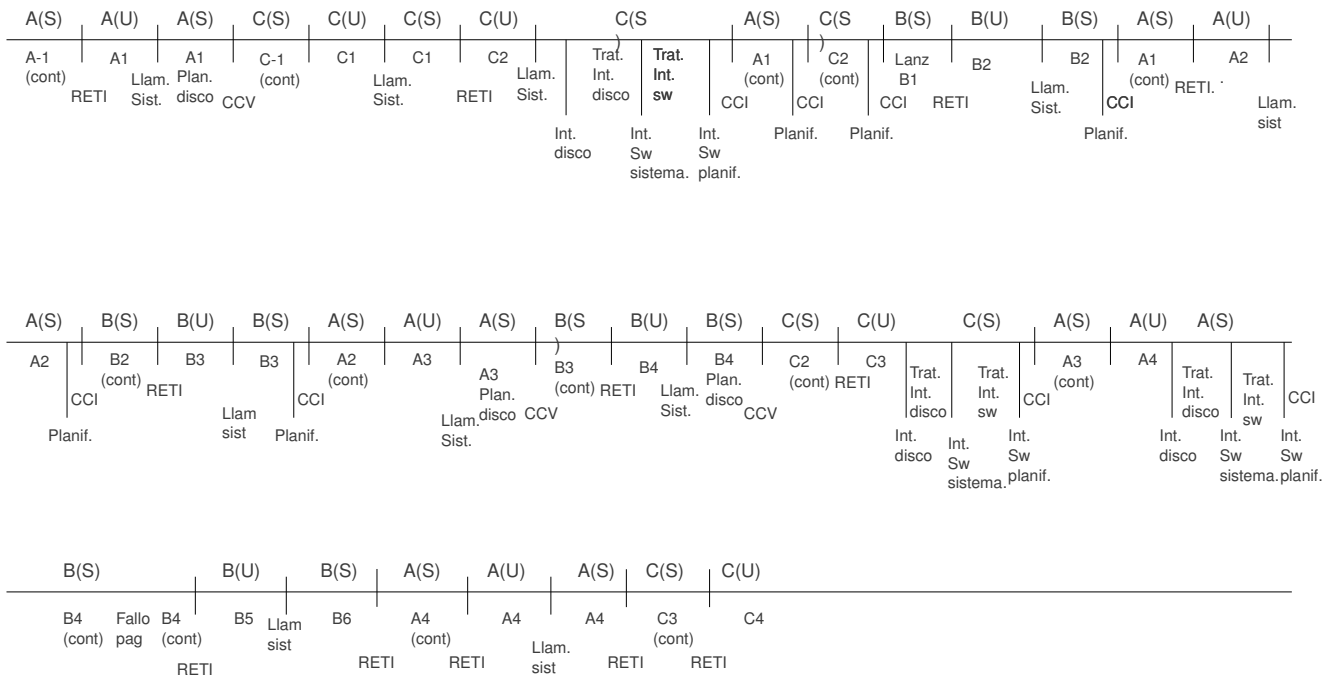 A(S) A(U) A(S) C(S) C(U) C(S) C(U) C(S A(S) C(S B(S) B(U) B(S) A(S) A(U)
) )
A-1 A1 A1 C-1 C1 C1 C2 Trat. Trat. A1 C2 Lanz B2 B2 A1 A2
(cont) Plan. (cont) Int. Int. (cont) (cont) B1 (cont)
disco disco sw
RETI Llam. CCV Llam. RETI Llam. CCI CCI CCI RETI Llam. CCI RETI. . Llam.
Sist. Sist. Sist. Sist. sist
Int. Int. Int. Planif. Planif. Planif.
disco Sw Sw
sistema. planif.
A(S) B(S) B(U) B(S) A(S) A(U) A(S) B(S B(U) B(S) C(S) C(U) C(S) A(S) A(U) A(S)
)
A2 B2 B3 B3 A2 A3 A3 B3 B4 B4 C2 C3 Trat. Trat. A3 A4 Trat. Trat.
(cont) (cont) Plan. (cont) Plan. (cont) Int. Int. (cont) Int. Int.
disco disco disco sw disco sw
CCI RETI Llam CCI Llam. CCV RETI Llam. CCV RETI CCI CCI
sist Sist. Sist.
Planif. Planif. Int. Int. Int. Int. Int. Int.
disco Sw Sw disco Sw Sw
sistema. planif. sistema. planif.
B(S) B(U) B(S) A(S) A(U) A(S) C(S) C(U)
B4 Fallo B4 B5 Llam B6 A4 A4 A4 C3 C4
(cont) pag (cont) sist (cont) (cont)
RETI RETI RETI Llam. RETI RETI
sist